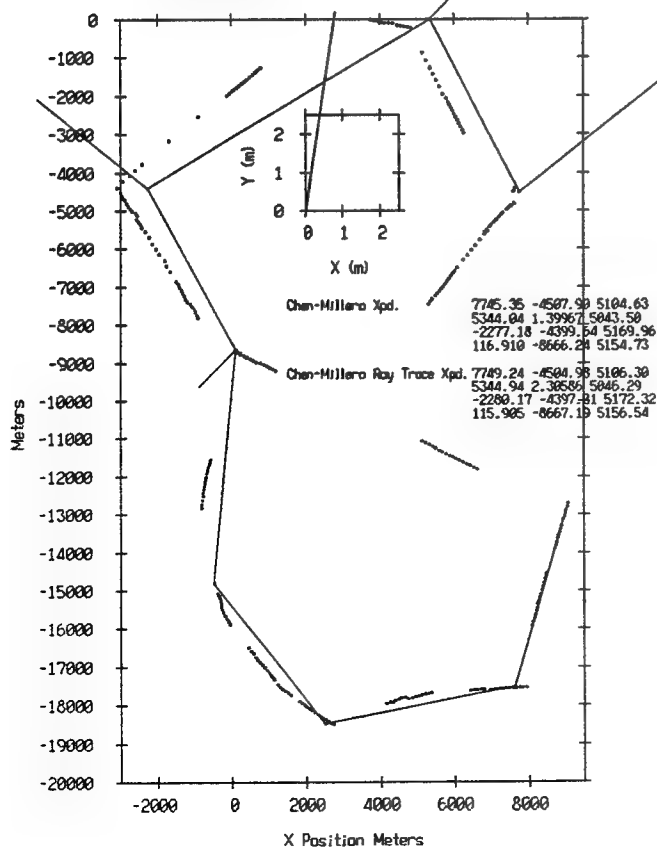 0
-1000
-2000
-3000
-4000
-5000
-6000
-7000
-8000
-9000
-10000
-11000
-12000
-13000
-14000
-15000
-16000
-17000
-18000
-19000
-20000
Meters
-2000 0 2000 4000 6000 8000
X Position Meters
2
1
0
Y (m)
0 1 2
X (m)
Chen-Millero Xpd. 7745.35 -4507.90 5104.63
5344.04 1.39967 5043.50
-2277.18 -4399.64 5169.96
116.910 -8666.24 5154.73
Chen-Millero Ray Trace Xpd. 7749.24 -4504.98 5106.30
5344.94 2.30586 5046.29
-2280.17 -4397.81 5172.32
115.905 -8667.19 5156.54